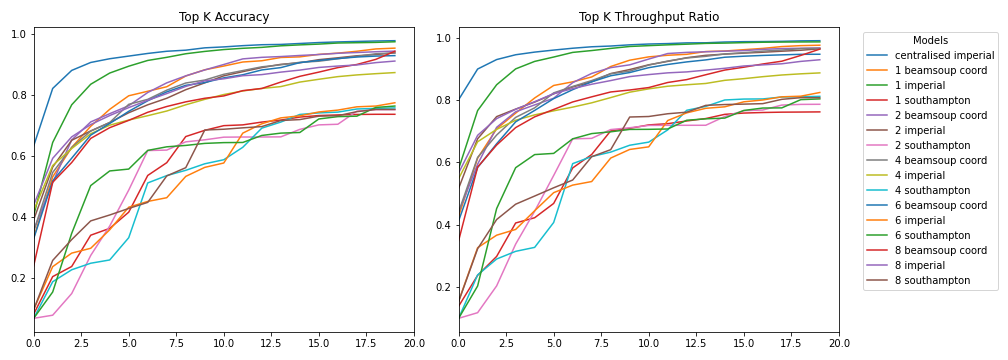 Top K Accuracy
1.0
0.8
0.6
0.4
0.2
0.0 2.5 5.0 7.5 10.0 12.5 15.0 17.5 20.0
Top K Throughput Ratio
1.0
0.8
0.6
0.4
0.2
0.0 2.5 5.0 7.5 10.0 12.5 15.0 17.5 20.0
Models
centralised imperial
1 beamsoup coord
1 imperial
1 southampton
2 beamsoup coord
2 imperial
2 southampton
4 beamsoup coord
4 imperial
4 southampton
6 beamsoup coord
6 imperial
6 southampton
8 beamsoup coord
8 imperial
8 southampton